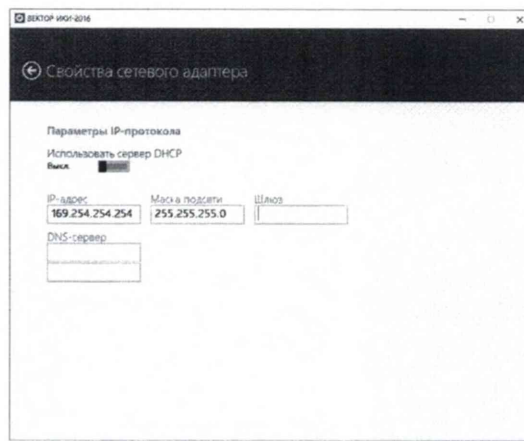 ВЕКТОР ИКИ-2016
Свойства сетевого адаптера
Параметры IP-протокола
Использовать сервер DHCP
Выкл.
IP-адрес Маска подсети Шлюз
169.254.254.254 255.255.255.0
DNS-сервер